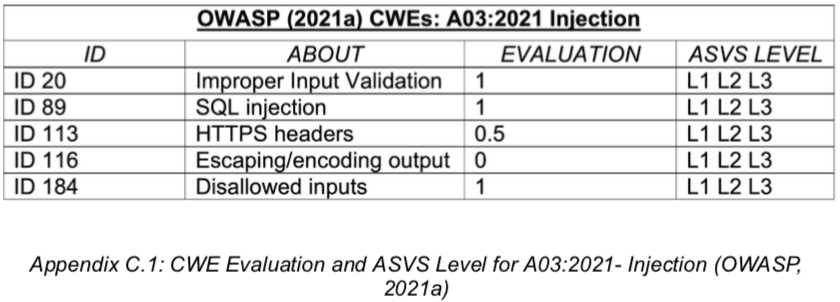 OWASP (2021a) CWEs: A03:2021 Injection
ID ABOUT EVALUATION ASVS LEVEL
ID 20 Improper Input Validation 1 L1 L2 L3
ID 89 SQL injection 1 L1 L2 L3
ID 113 HTTPS headers 0.5 L1 L2 L3
ID 116 Escaping/encoding output 0 L1 L2 L3
ID 184 Disallowed inputs 1 L1 L2 L3
Appendix C.1: CWE Evaluation and ASVS Level for A03:2021- Injection (OWASP,
2021a)